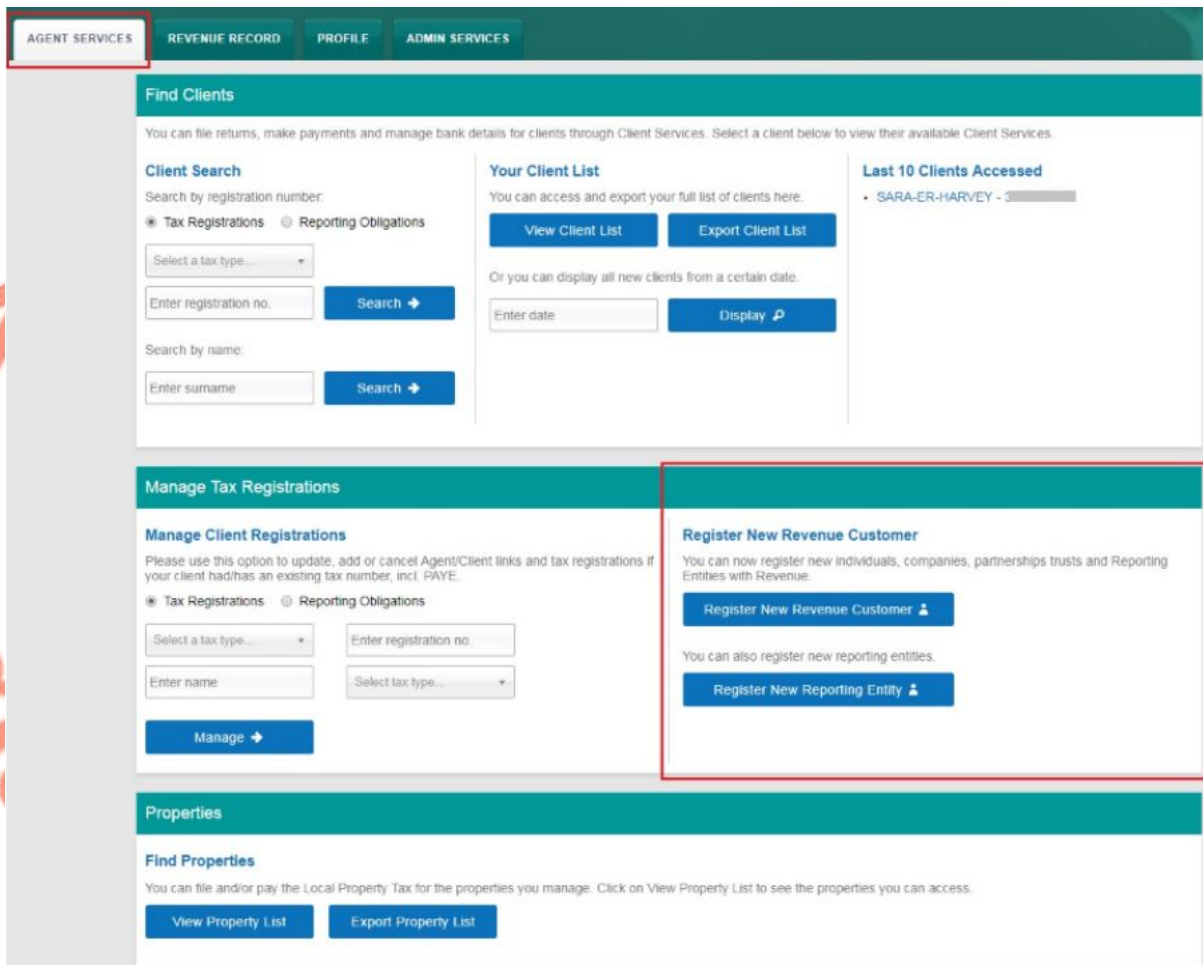 AGENT SERVICES
REVENUE RECORD
PROFILE
ADMIN SERVICES
Find Clients
You can file returns, make payments and manage bank details for clients through Client Services. Select a client below to view their available Client Services.
Client Search
Search by registration number:
Tax Registrations
Reporting Obligations
Select a tax type...
Enter registration no.
Search
Search by name:
Enter surname
Search
Your Client List
You can access and export your full list of clients here.
View Client List
Export Client List
Or you can display all new clients from a certain date.
Enter date
Display
Last 10 Clients Accessed
SARA-ER-HARVEY - 3
Manage Tax Registrations
Manage Client Registrations
Please use this option to update, add or cancel Agent/Client links and tax registrations if
your client had/has an existing tax number, incl. PAYE.
Tax Registrations
Reporting Obligations
Select a tax type...
Enter registration no.
Enter name
Select tax type...
Manage
Register New Revenue Customer
You can now register new individuals, companies, partnerships trusts and Reporting
Entities with Revenue.
Register New Revenue Customer
You can also register new reporting entities.
Register New Reporting Entity
Properties
Find Properties
You can file and/or pay the Local Property Tax for the properties you manage. Click on View Property List to see the properties you can access.
View Property List
Export Property List